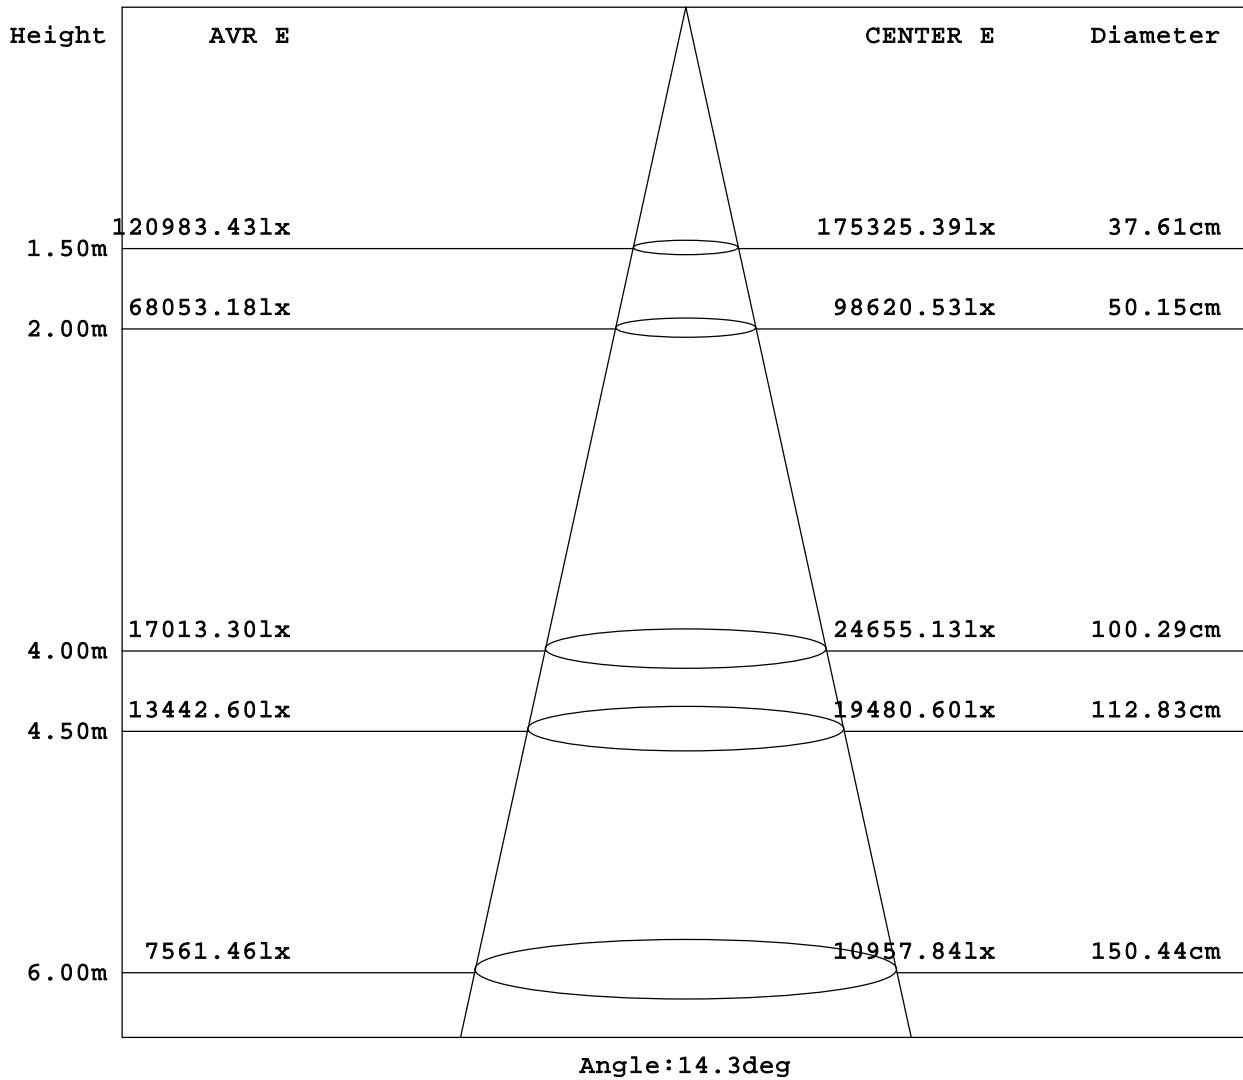 Height AVR E CENTER E Diameter
120983.43lx 175325.39lx 37.61cm
1.50m
68053.18lx 98620.53lx 50.15cm
2.00m
17013.30lx 24655.13lx 100.29cm
4.00m
13442.60lx 19480.60lx 112.83cm
4.50m
7561.46lx 10957.84lx 150.44cm
6.00m
Angle:14.3deg